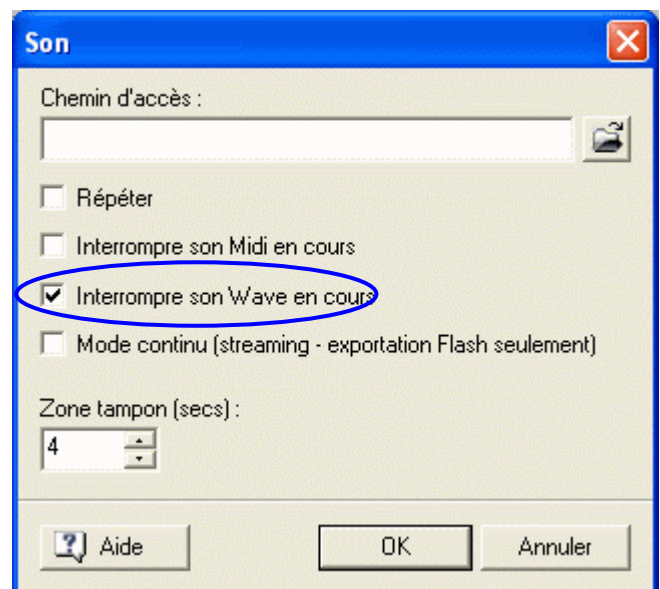 Son
Chemin d'accès :
Répéter
Interrompre son Midi en cours
Interrompre son Wave en cours
Mode continu (streaming - exportation Flash seulement)
Zone tampon (secs) :
4
Aide
OK
Annuler